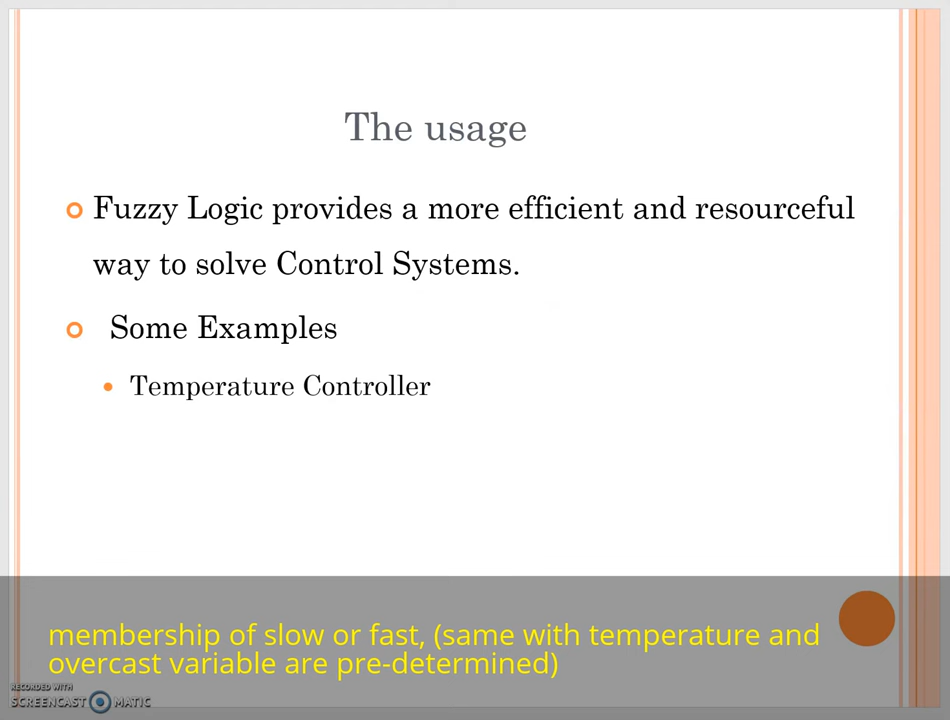 The usage
Fuzzy Logic provides a more efficient and resourceful
way to solve Control Systems.
Some Examples
Temperature Controller
membership of slow or fast, (same with temperature and
overcast variable are pre-determined)
RECORDED WITH
SCREENCAST MATIC